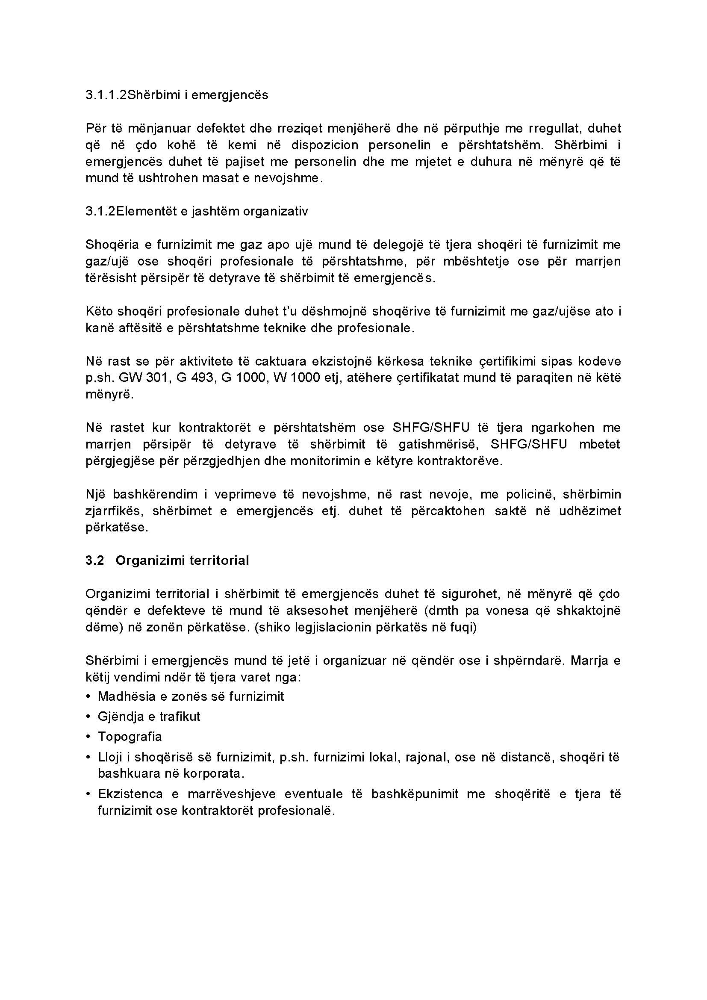 3.1.1.2Shërbimi i emergjencës
Për të mënjanuar defektet dhe rreziqet menjëherë dhe në përputhje me rregullat, duhet
që në çdo kohë të kemi në dispozicion personelin e përshtatshëm. Shërbimi i
emergjencës duhet të pajiset me personelin dhe me mjetet e duhura në mënyrë që të
mund të ushtrohen masat e nevojshme.
3.1.2Elementët e jashtëm organizativ
Shoqëria e furnizimit me gaz apo ujë mund të delegojë të tjera shoqëri të furnizimit me
gaz/ujë ose shoqëri profesionale të përshtatshme, për mbështetje ose për marrjen
tërësisht përsipër të detyrave të shërbimit të emergjencës.
Këto shoqëri profesionale duhet t’u dëshmojnë shoqërive të furnizimit me gaz/ujëse ato i
kanë aftësitë e përshtatshme teknike dhe profesionale.
Në rast se për aktivitete të caktuara ekzistojnë kërkesa teknike çertifikimi sipas kodeve
p.sh. GW 301, G 493, G 1000, W 1000 etj, atëhere çertifikatat mund të paraqiten në këtë
mënyrë.
Në rastet kur kontraktorët e përshtatshëm ose SHFG/SHFU të tjera ngarkohen me
marrjen përsipër të detyrave të shërbimit të gatishmërisë, SHFG/SHFU mbetet
përgjegjëse për përzgjedhjen dhe monitorimin e këtyre kontraktorëve.
Një bashkërendim i veprimeve të nevojshme, në rast nevoje, me policinë, shërbimin
zjarrfikës, shërbimet e emergjencës etj. duhet të përcaktohen saktë në udhëzimet
përkatëse.
3.2 Organizimi territorial
Organizimi territorial i shërbimit të emergjencës duhet të sigurohet, në mënyrë që çdo
qëndër e defekteve të mund të aksesohet menjëherë (dmth pa vonesa që shkaktojnë
dëme) në zonën përkatëse. (shiko legjislacionin përkatës në fuqi)
Shërbimi i emergjencës mund të jetë i organizuar në qëndër ose i shpërndarë. Marrja e
këtij vendimi ndër të tjera varet nga:
• Madhësia e zonës së furnizimit
• Gjëndja e trafikut
• Topografia
• Lloji i shoqërisë së furnizimit, p.sh. furnizimi lokal, rajonal, ose në distancë, shoqëri të
bashkuara në korporata.
• Ekzistenca e marrëveshjeve eventuale të bashkëpunimit me shoqëritë e tjera të
furnizimit ose kontraktorët profesionalë.